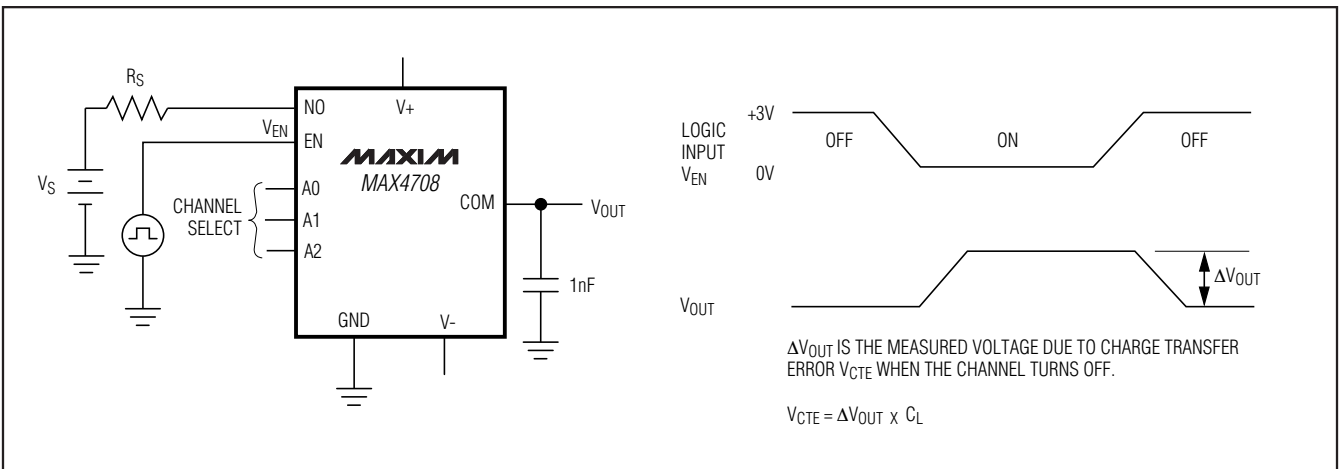 R_S
NO
V+
V_EN
EN
MAXIM
MAX4708
V_S
A0
CHANNEL
SELECT
A1
A2
COM
V_OUT
1nF
GND
V-
LOGIC
INPUT
V_EN
+3V
0V
OFF
ON
OFF
V_OUT
ΔV_OUT
ΔV_OUT IS THE MEASURED VOLTAGE DUE TO CHARGE TRANSFER
ERROR V_CTE WHEN THE CHANNEL TURNS OFF.
V_CTE = ΔV_OUT X C_L